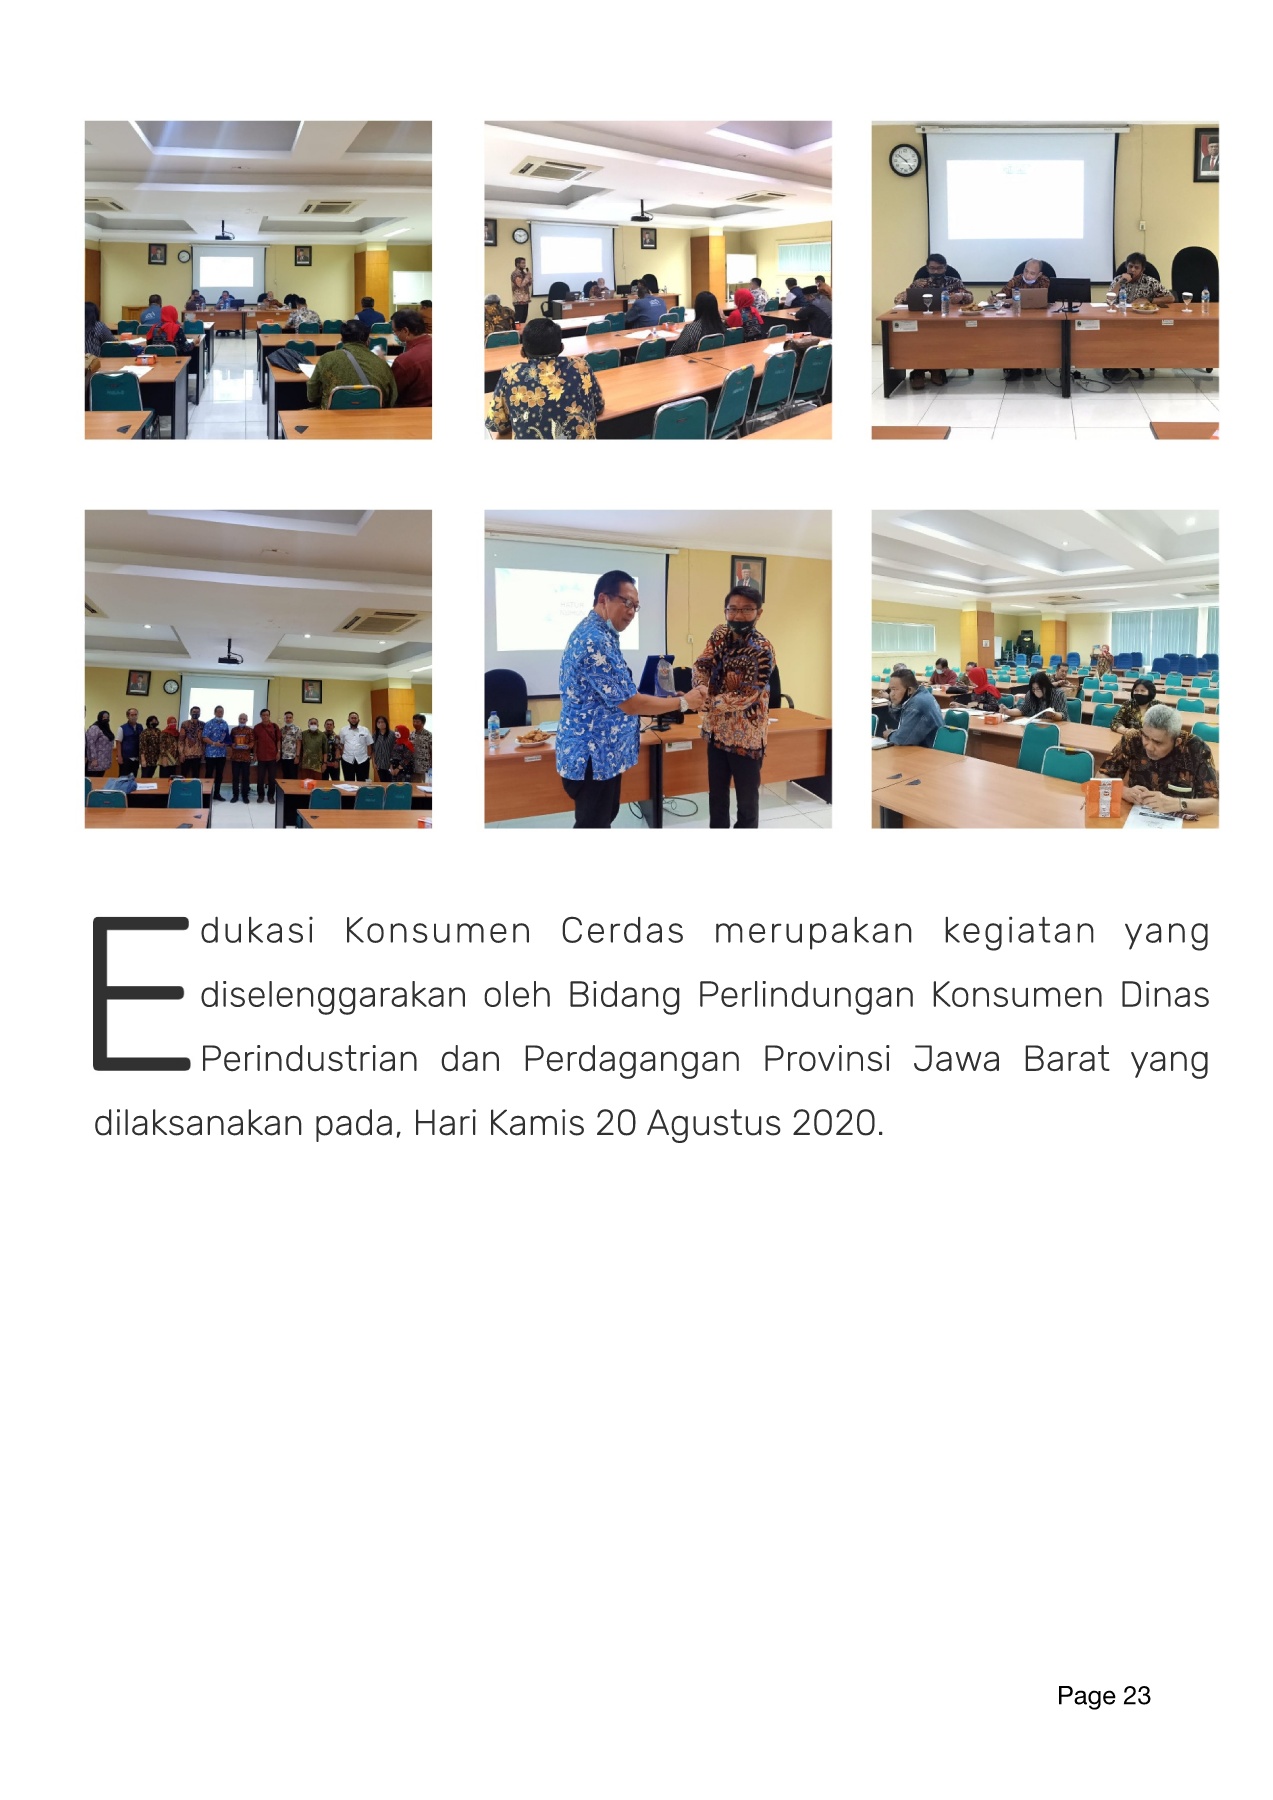 Edukasi Konsumen Cerdas merupakan kegiatan yang
diselenggarakan oleh Bidang Perlindungan Konsumen Dinas
Perindustrian dan Perdagangan Provinsi Jawa Barat yang
dilaksanakan pada, Hari Kamis 20 Agustus 2020.
Page 23